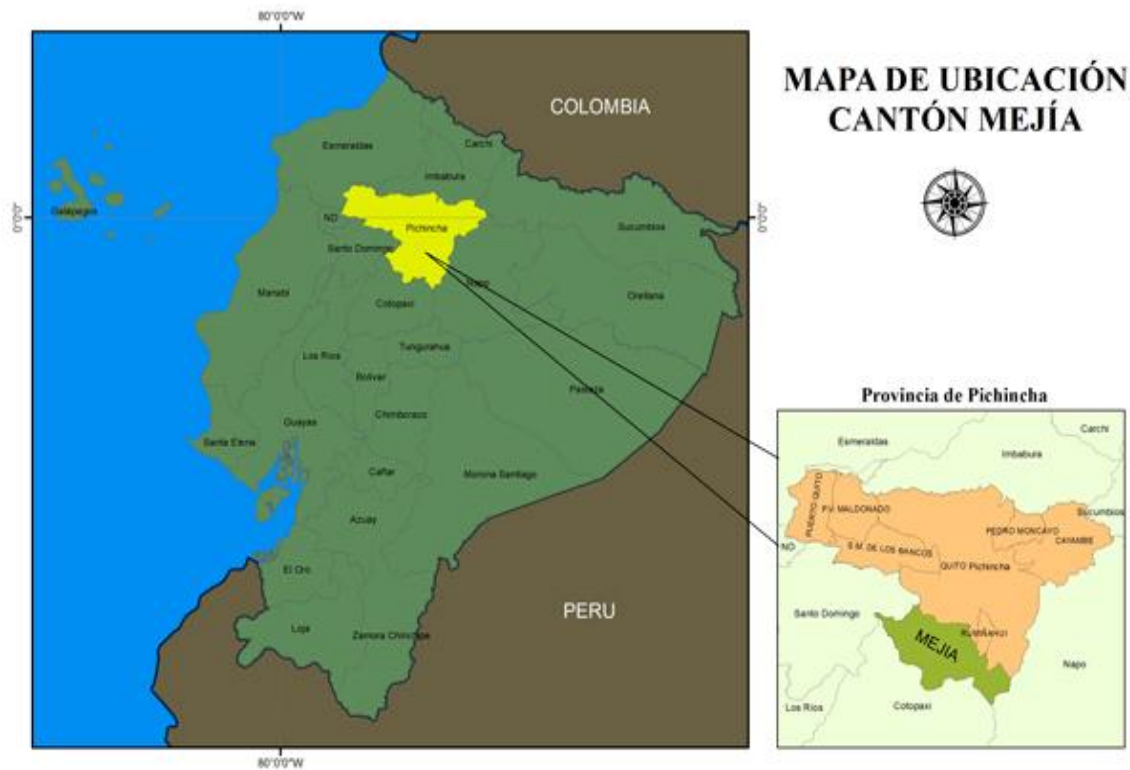 80°0'0"W
MAPA DE UBICACIÓN
CANTÓN MEJÍA
COLOMBIA
Esmeraldas
Carchi
Imbabura
Galápagos
0°0'0"
ND
Pichincha
Sucumbios
0°0'0"
Santo Domingo
Napo
Manabi
Cotopaxi
Orellana
Los Rios
Tungurahua
Bolivar
Pastaza
Chimborazo
Guayas
Santa Elena
Cañar
Morona Santiago
Azuay
El Oro
PERU
Loja
Zamora Chinchipe
80°0'0"W
Provincia de Pichincha
Carchi
Esmeraldas
Imbabura
PUERTO QUITO
P.V. MALDONADO
Sucumbios
PEDRO MONCAYO
CAYAMBE
ND
S.M. DE LOS BANCOS
QUITO Pichincha
Santo Domingo
RUMIÑAHUI
MEJIA
Napo
Los Rios
Cotopaxi